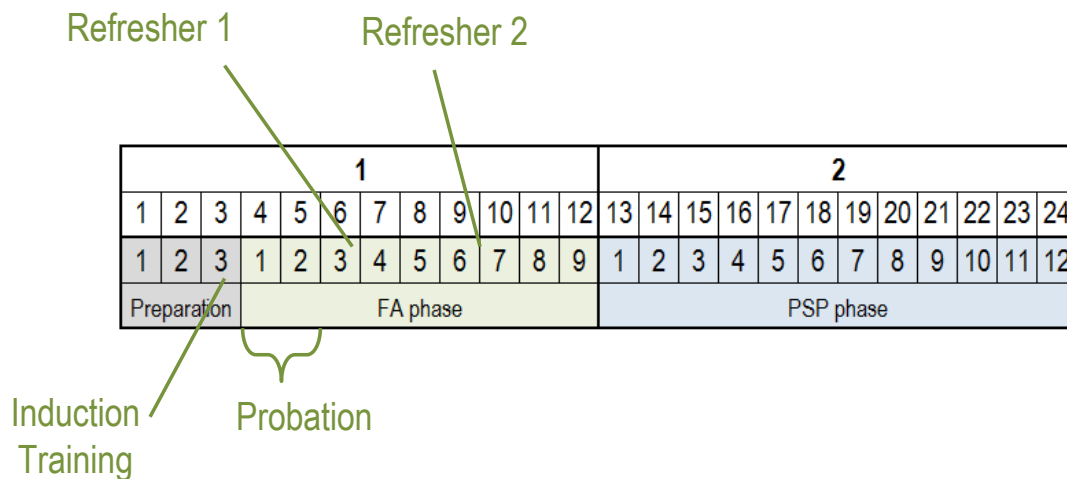 Refresher 1
Refresher 2
1 2
1 2 3 4 5 6 7 8 9 10 11 12 13 14 15 16 17 18 19 20 21 22 23 24
1 2 3 1 2 3 4 5 6 7 8 9 1 2 3 4 5 6 7 8 9 10 11 12
Preparation FA phase PSP phase
Induction
Training
Probation